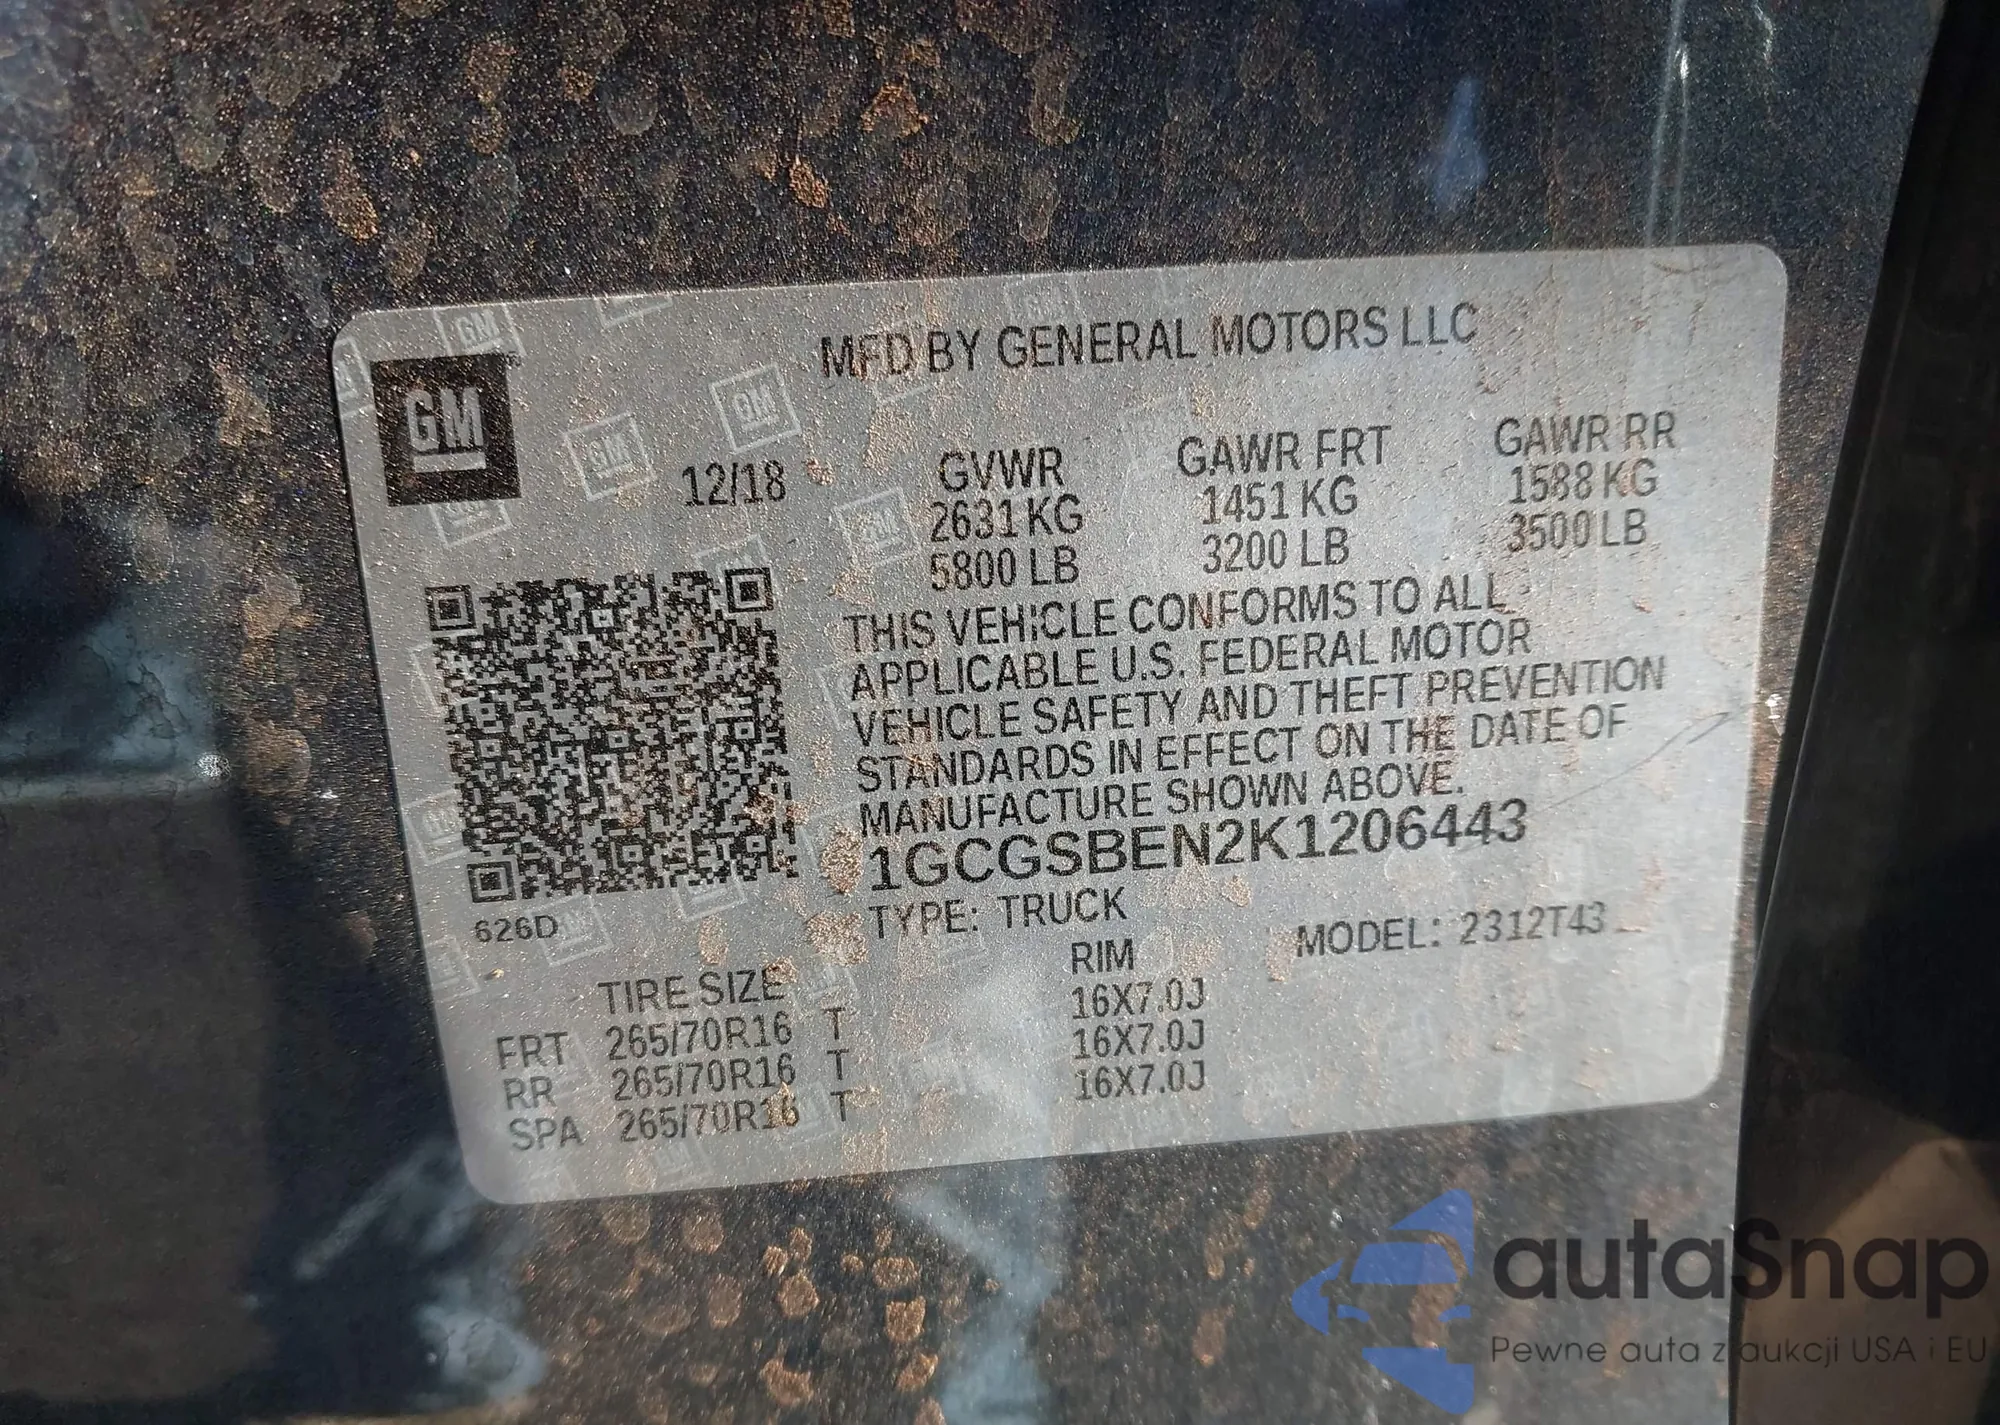 MFD BY GENERAL MOTORS LLC
GM
12/18
GVWR GAWR FRT GAWR RR
2631 KG 1451 KG 1588 KG
5800 LB 3200 LB 3500 LB
THIS VEHICLE CONFORMS TO ALL
APPLICABLE U.S. FEDERAL MOTOR
VEHICLE SAFETY AND THEFT PREVENTION
STANDARDS IN EFFECT ON THE DATE OF
MANUFACTURE SHOWN ABOVE.
1GCGSBEN2K1206443
TYPE: TRUCK MODEL: 2312T43
626D
TIRE SIZE RIM
FRT 265/70R16 T 16X7.0J
RR 265/70R16 T 16X7.0J
SPA 265/70R16 T 16X7.0J
autaSnap
Pewne auta z aukcji USA i EU